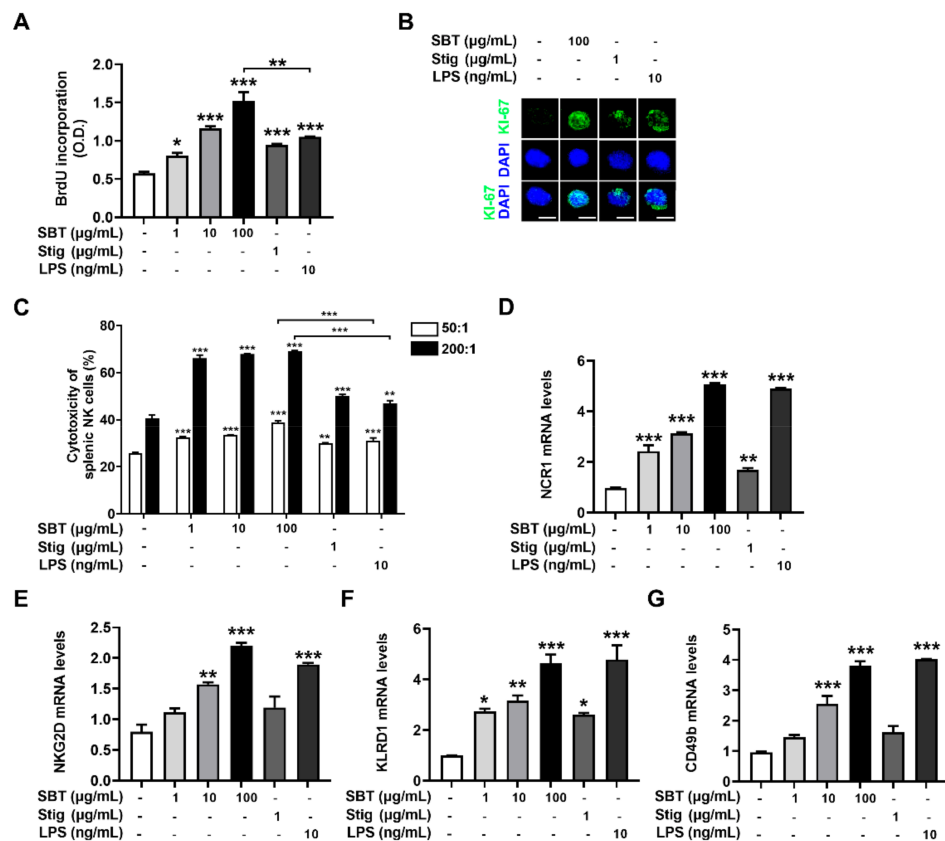 A
BrdU incorporation
(O.D.)
2.0
1.5
1.0
0.5
0.0
* *** *** *** ***
**
SBT (µg/mL) - 1 10 100 - -
Stig (µg/mL) - - - - 1 -
LPS (ng/mL) - - - - - 10
B
SBT (µg/mL) - 100 - -
Stig (µg/mL) - - 1 -
LPS (ng/mL) - - - 10
KI-67
DAPI
KI-67
DAPI
C
Cytotoxicity of
splenic NK cells (%)
80
60
40
20
0
*** ***
*** *** *** *** **
*** *** *** ** ***
50:1
200:1
SBT (µg/mL) - 1 10 100 - -
Stig (µg/mL) - - - - 1 -
LPS (ng/mL) - - - - - 10
D
NCR1 mRNA levels
6
4
2
0
*** *** *** ** ***
SBT (µg/mL) - 1 10 100 - -
Stig (µg/mL) - - - - 1 -
LPS (ng/mL) - - - - - 10
E
NKG2D mRNA levels
2.5
2.0
1.5
1.0
0.5
0.0
** *** ***
SBT (µg/mL) - 1 10 100 - -
Stig (µg/mL) - - - - 1 -
LPS (ng/mL) - - - - - 10
F
KLRD1 mRNA levels
6
4
2
0
* ** *** * ***
SBT (µg/mL) - 1 10 100 - -
Stig (µg/mL) - - - - 1 -
LPS (ng/mL) - - - - - 10
G
CD49b mRNA levels
5
4
3
2
1
0
*** *** ***
SBT (µg/mL) - 1 10 100 - -
Stig (µg/mL) - - - - 1 -
LPS (ng/mL) - - - - - 10